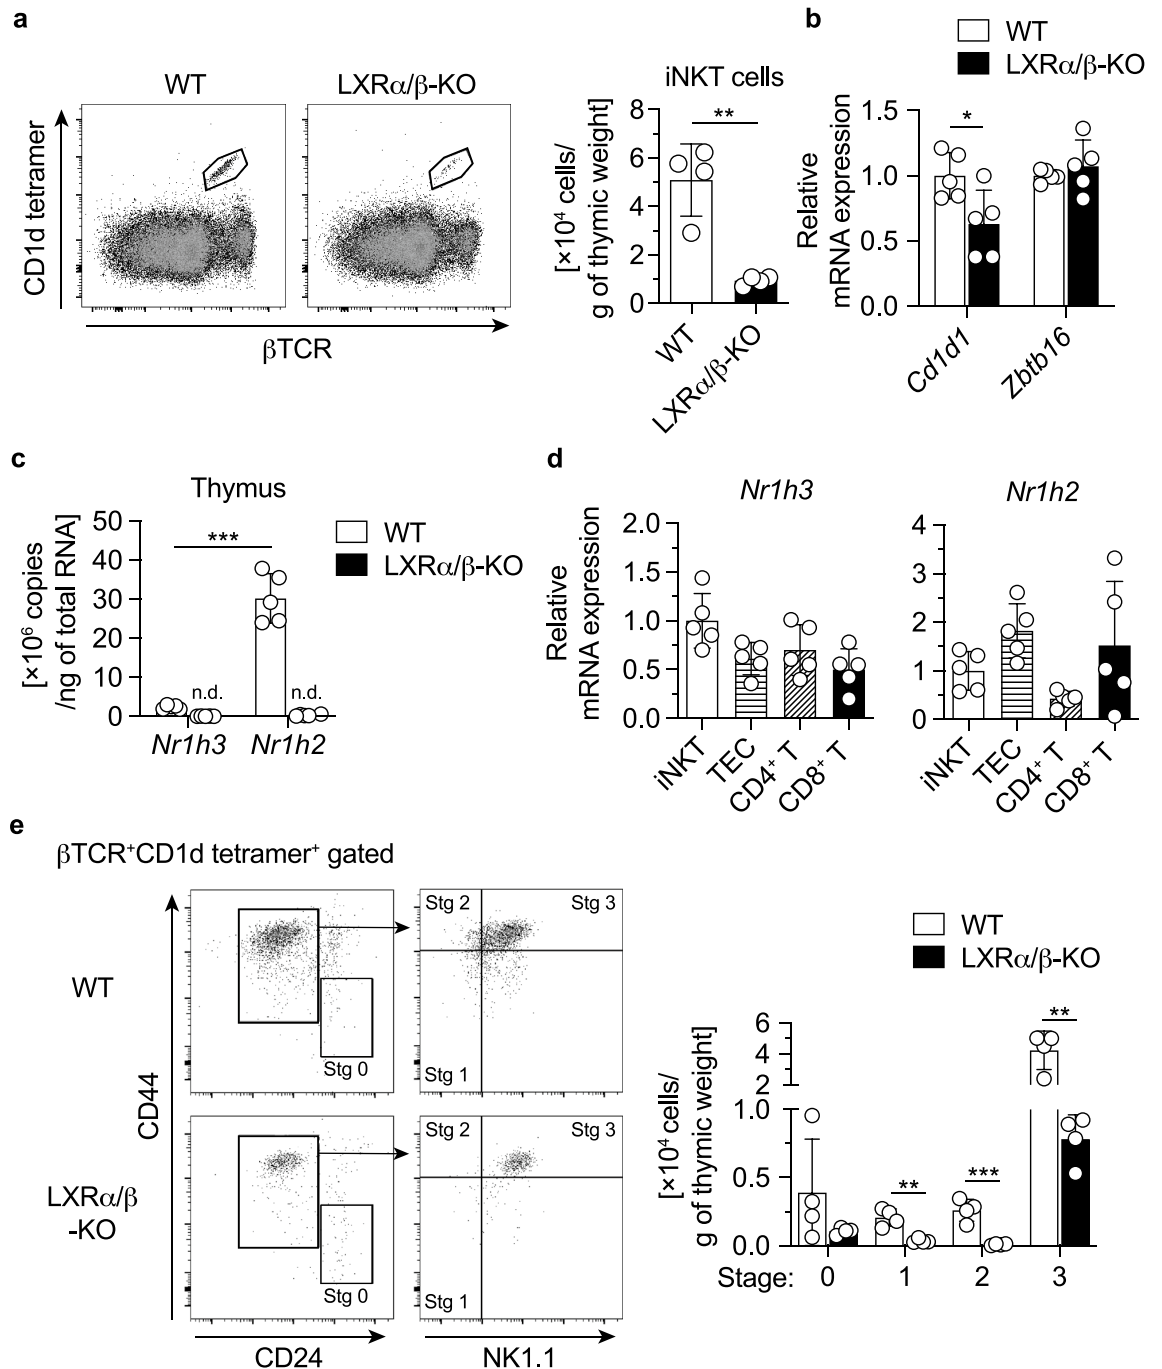 a
WT
LXRα/β-KO
CD1d tetramer
βTCR
iNKT cells
[×10⁴ cells/
g of thymic weight]
8
6
4
2
0
**
WT
LXRα/β-KO
b
WT
LXRα/β-KO
Relative
mRNA expression
1.5
1.0
0.5
0.0
*
Cd1d1
Zbtb16
c
Thymus
[×10⁶ copies
/ng of total RNA]
50
40
30
20
10
0
***
n.d.
n.d.
Nr1h3
Nr1h2
WT
LXRα/β-KO
d
Nr1h3
Relative
mRNA expression
2.0
1.5
1.0
0.5
0.0
iNKT
TEC
CD4⁺ T
CD8⁺ T
Nr1h2
4
3
2
1
0
iNKT
TEC
CD4⁺ T
CD8⁺ T
e
βTCR⁺CD1d tetramer⁺ gated
WT
LXRα/β
-KO
CD44
Stg 0
Stg 2
Stg 3
Stg 1
Stg 0
Stg 2
Stg 3
Stg 1
CD24
NK1.1
WT
LXRα/β-KO
[×10⁴ cells/
g of thymic weight]
6
4
2
1.0
0.5
0.0
**
***
**
Stage: 0 1 2 3